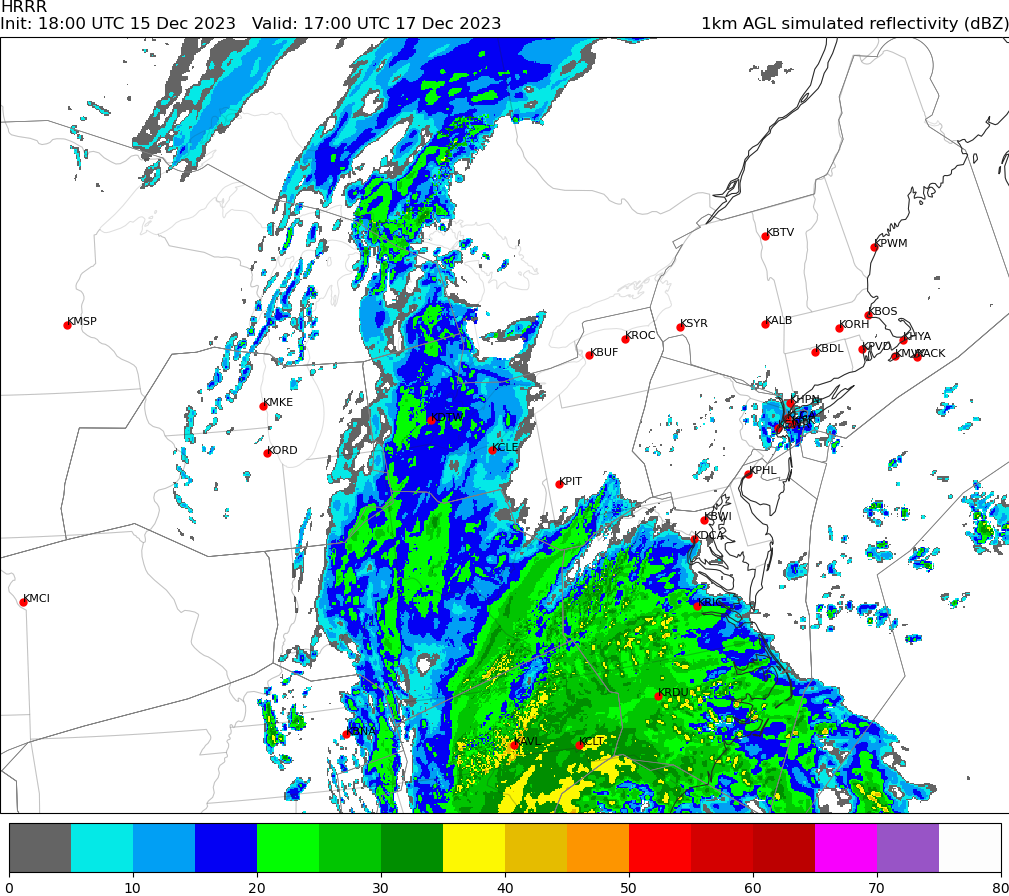 HRRR
Init: 18:00 UTC 15 Dec 2023   Valid: 17:00 UTC 17 Dec 2023   1km AGL simulated reflectivity (dBZ)
KBTV
KPWM
KMSP
KBOS
KSYR
KALB
KORH
KROC
KHYA
KBDL
KPVD
KBUF
KACK
KMKE
KHPN
KORD
KCLE
KPHL
KPIT
KBWI
KDCA
KMCI
KRIC
KRDU
KAVL
KCLT
0 10 20 30 40 50 60 70 80